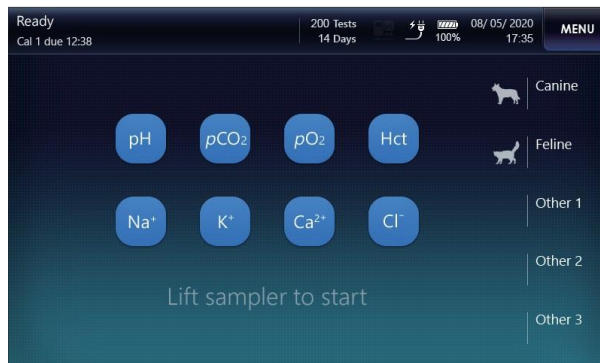 Ready
Cal 1 due 12:38
200 Tests
14 Days
100%
08/ 05/ 2020
17:35
MENU
Canine
pH
pCO₂
pO₂
Hct
Feline
Na⁺
K⁺
Ca²⁺
Cl⁻
Other 1
Other 2
Lift sampler to start
Other 3